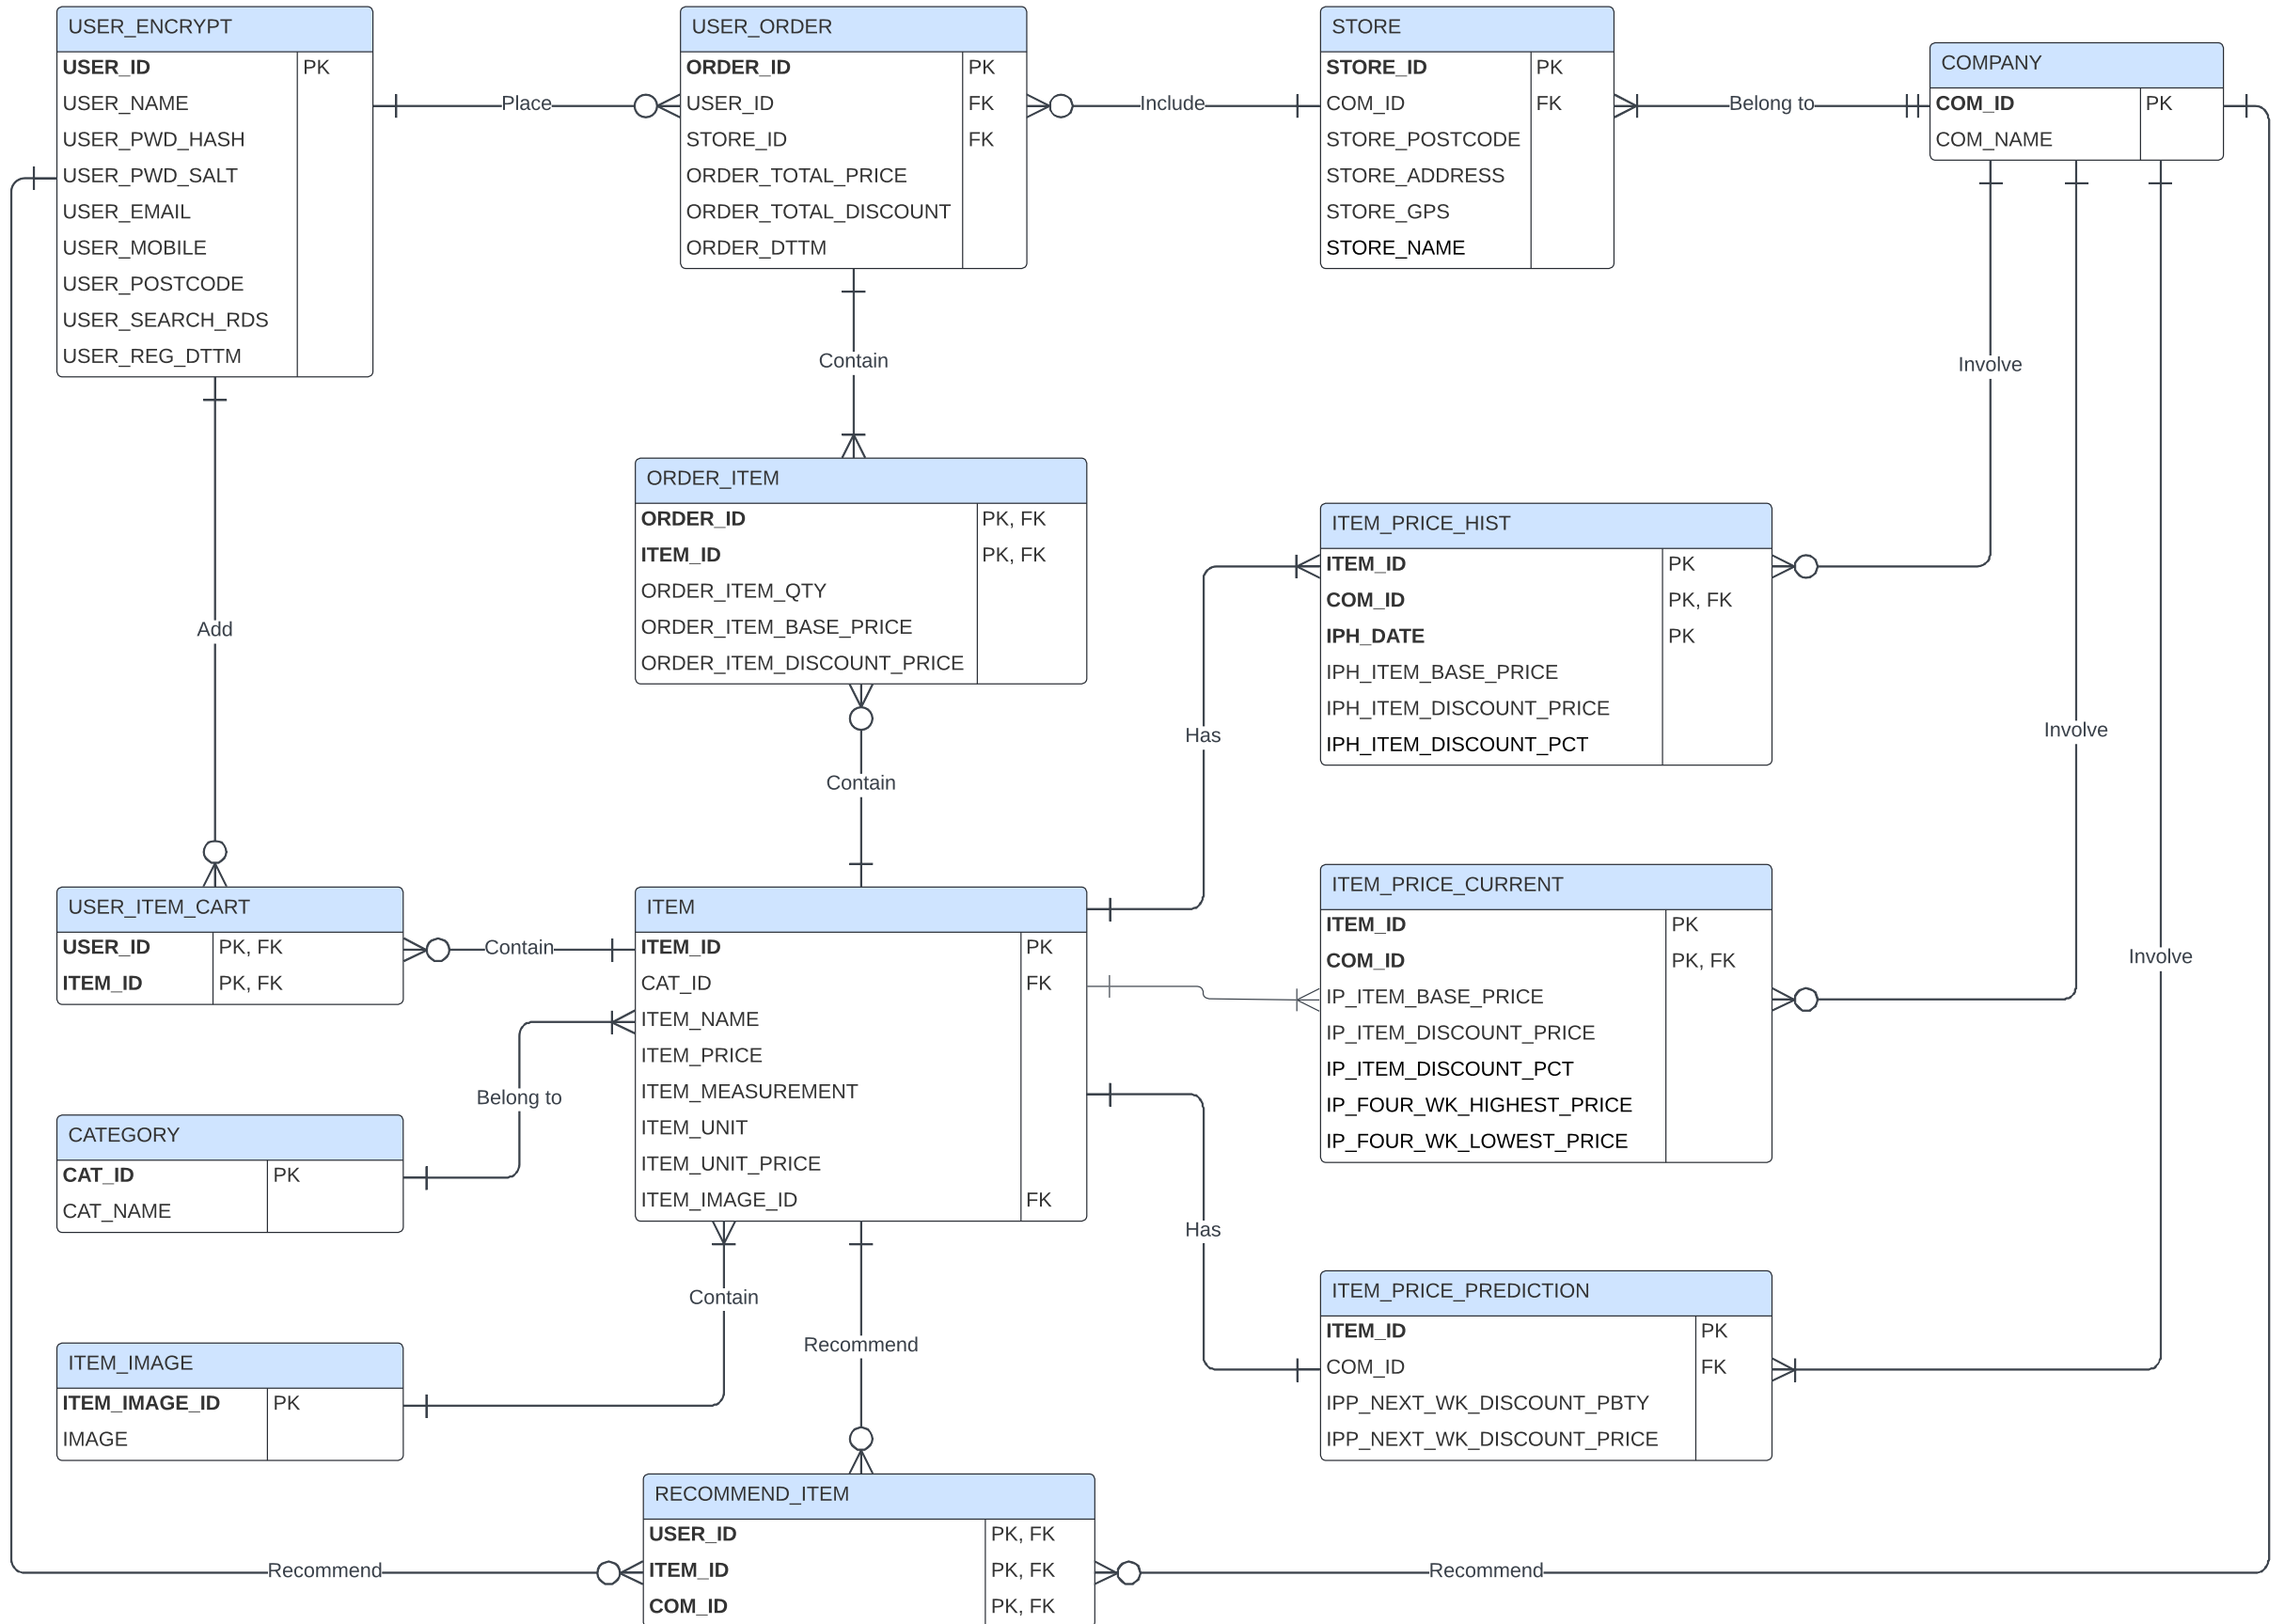 USER_ENCRYPT
USER_ID PK
USER_NAME
USER_PWD_HASH
USER_PWD_SALT
USER_EMAIL
USER_MOBILE
USER_POSTCODE
USER_SEARCH_RDS
USER_REG_DTTM
Place
USER_ORDER
ORDER_ID PK
USER_ID FK
STORE_ID FK
ORDER_TOTAL_PRICE
ORDER_TOTAL_DISCOUNT
ORDER_DTTM
Include
STORE
STORE_ID PK
COM_ID FK
STORE_POSTCODE
STORE_ADDRESS
STORE_GPS
STORE_NAME
Belong to
COMPANY
COM_ID PK
COM_NAME
Contain
Involve
ORDER_ITEM
ORDER_ID PK, FK
ITEM_ID PK, FK
ORDER_ITEM_QTY
ORDER_ITEM_BASE_PRICE
ORDER_ITEM_DISCOUNT_PRICE
ITEM_PRICE_HIST
ITEM_ID PK
COM_ID PK, FK
IPH_DATE PK
IPH_ITEM_BASE_PRICE
IPH_ITEM_DISCOUNT_PRICE
IPH_ITEM_DISCOUNT_PCT
Add
Has
Involve
Contain
USER_ITEM_CART
USER_ID PK, FK
ITEM_ID PK, FK
Contain
ITEM
ITEM_ID PK
CAT_ID FK
ITEM_NAME
ITEM_PRICE
ITEM_MEASUREMENT
ITEM_UNIT
ITEM_UNIT_PRICE
ITEM_IMAGE_ID FK
ITEM_PRICE_CURRENT
ITEM_ID PK
COM_ID PK, FK
IP_ITEM_BASE_PRICE
IP_ITEM_DISCOUNT_PRICE
IP_ITEM_DISCOUNT_PCT
IP_FOUR_WK_HIGHEST_PRICE
IP_FOUR_WK_LOWEST_PRICE
Involve
Belong to
CATEGORY
CAT_ID PK
CAT_NAME
Has
Contain
Recommend
ITEM_IMAGE
ITEM_IMAGE_ID PK
IMAGE
ITEM_PRICE_PREDICTION
ITEM_ID PK
COM_ID FK
IPP_NEXT_WK_DISCOUNT_PBTY
IPP_NEXT_WK_DISCOUNT_PRICE
Recommend
RECOMMEND_ITEM
USER_ID PK, FK
ITEM_ID PK, FK
COM_ID PK, FK
Recommend